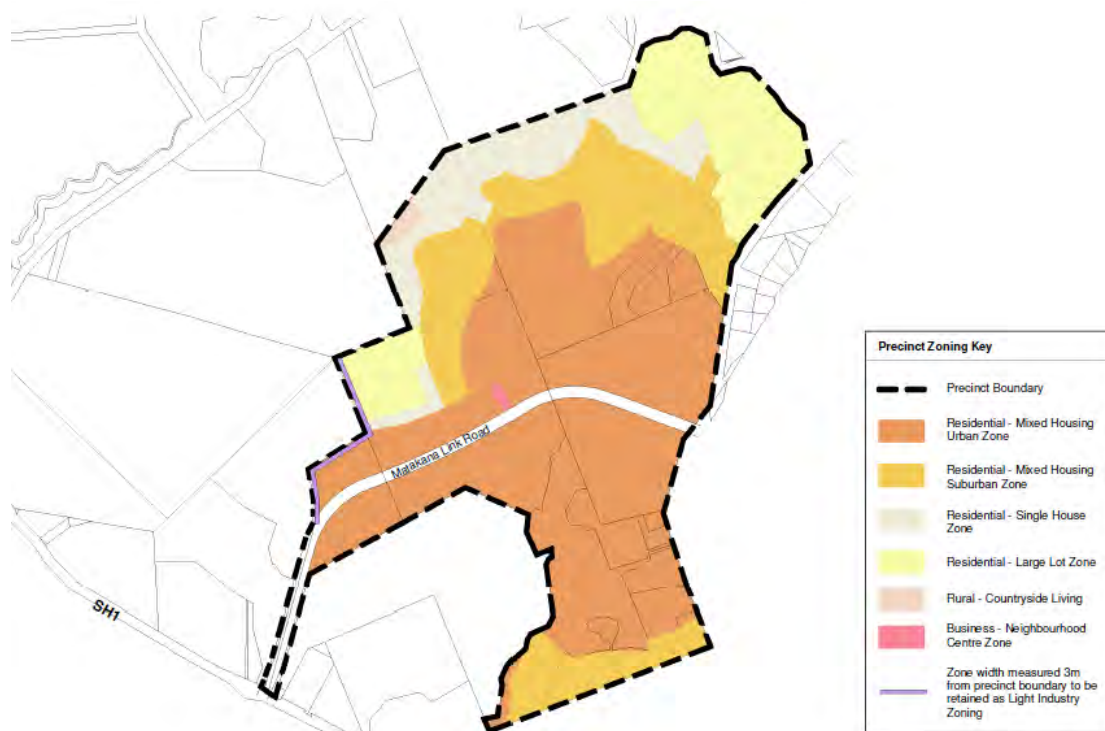 Matakana Link Road
SH1
Precinct Zoning Key
Precinct Boundary
Residential - Mixed Housing
Urban Zone
Residential - Mixed Housing
Suburban Zone
Residential - Single House
Zone
Residential - Large Lot Zone
Rural - Countryside Living
Business - Neighbourhood
Centre Zone
Zone width measured 3m
from precinct boundary to be
retained as Light Industry
Zoning